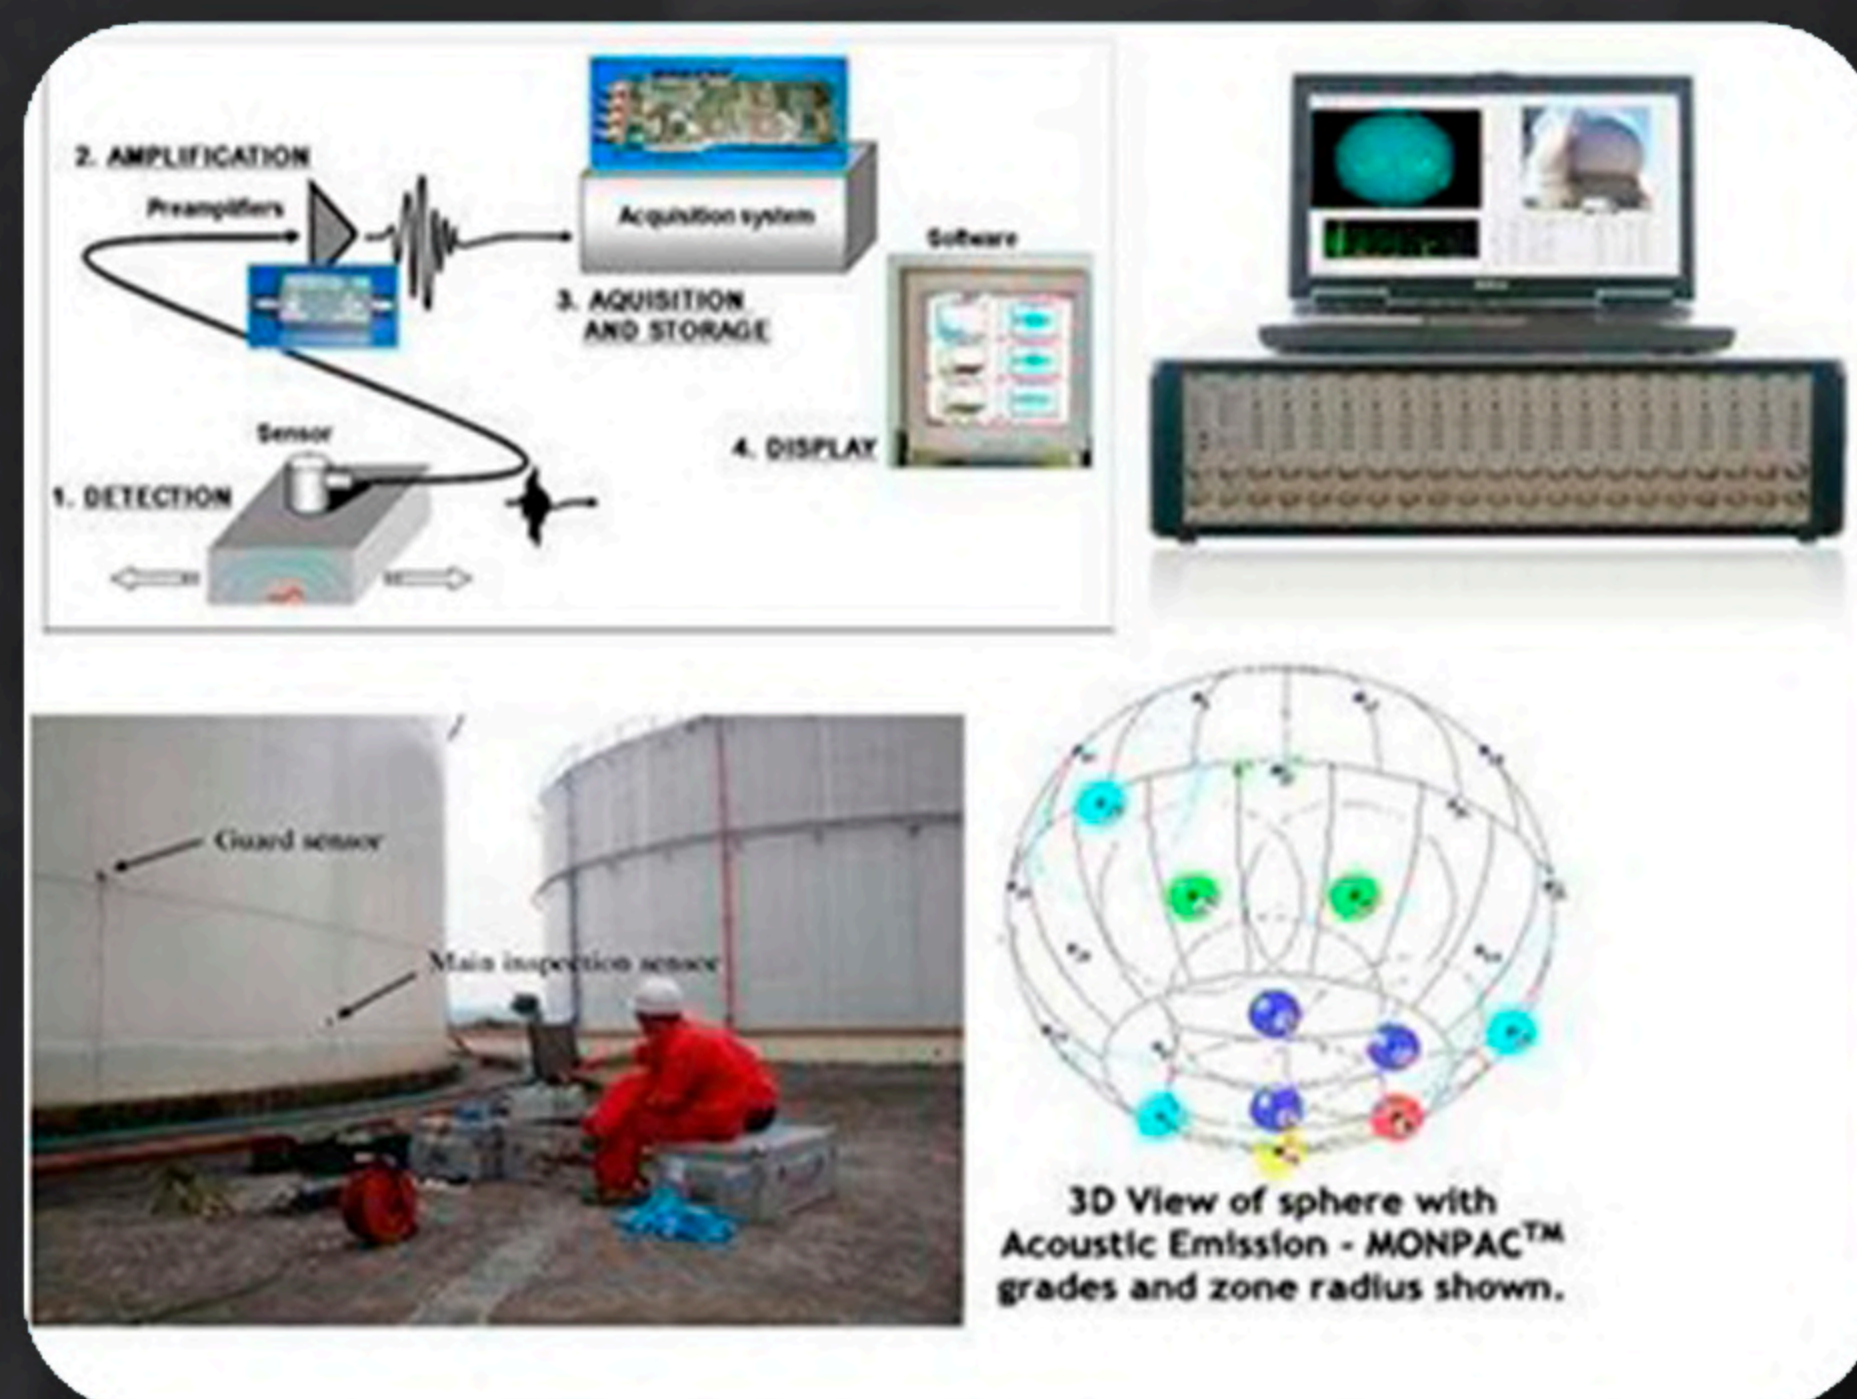 2. AMPLIFICATION
Preamplifiers
Acquisition system
Software
3. AQUISITION
AND STORAGE
Sensor
4. DISPLAY
1. DETECTION
Guard sensor
Main inspection sensor
3D View of sphere with
Acoustic Emission - MONPAC™
grades and zone radius shown.